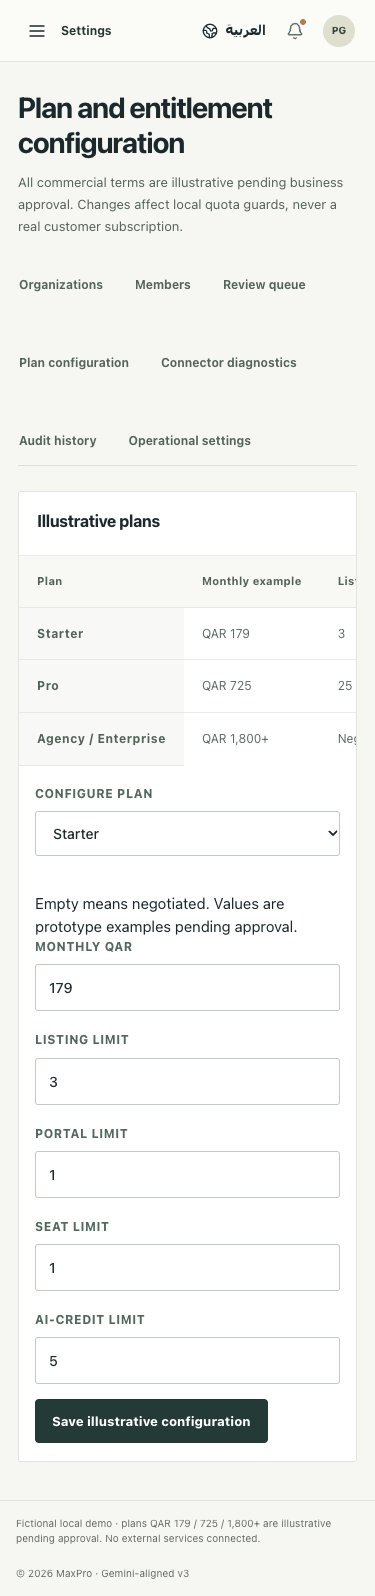 Settings
العربية
PG
Plan and entitlement
configuration
All commercial terms are illustrative pending business
approval. Changes affect local quota guards, never a
real customer subscription.
Organizations Members Review queue
Plan configuration Connector diagnostics
Audit history Operational settings
Illustrative plans
Plan Monthly example
Starter QAR 179 3
Pro QAR 725 25
Agency / Enterprise QAR 1,800+
CONFIGURE PLAN
Starter
Empty means negotiated. Values are
prototype examples pending approval.
MONTHLY QAR
179
LISTING LIMIT
3
PORTAL LIMIT
1
SEAT LIMIT
1
AI-CREDIT LIMIT
5
Save illustrative configuration
Fictional local demo · plans QAR 179 / 725 / 1,800+ are illustrative
pending approval. No external services connected.
© 2026 MaxPro · Gemini-aligned v3